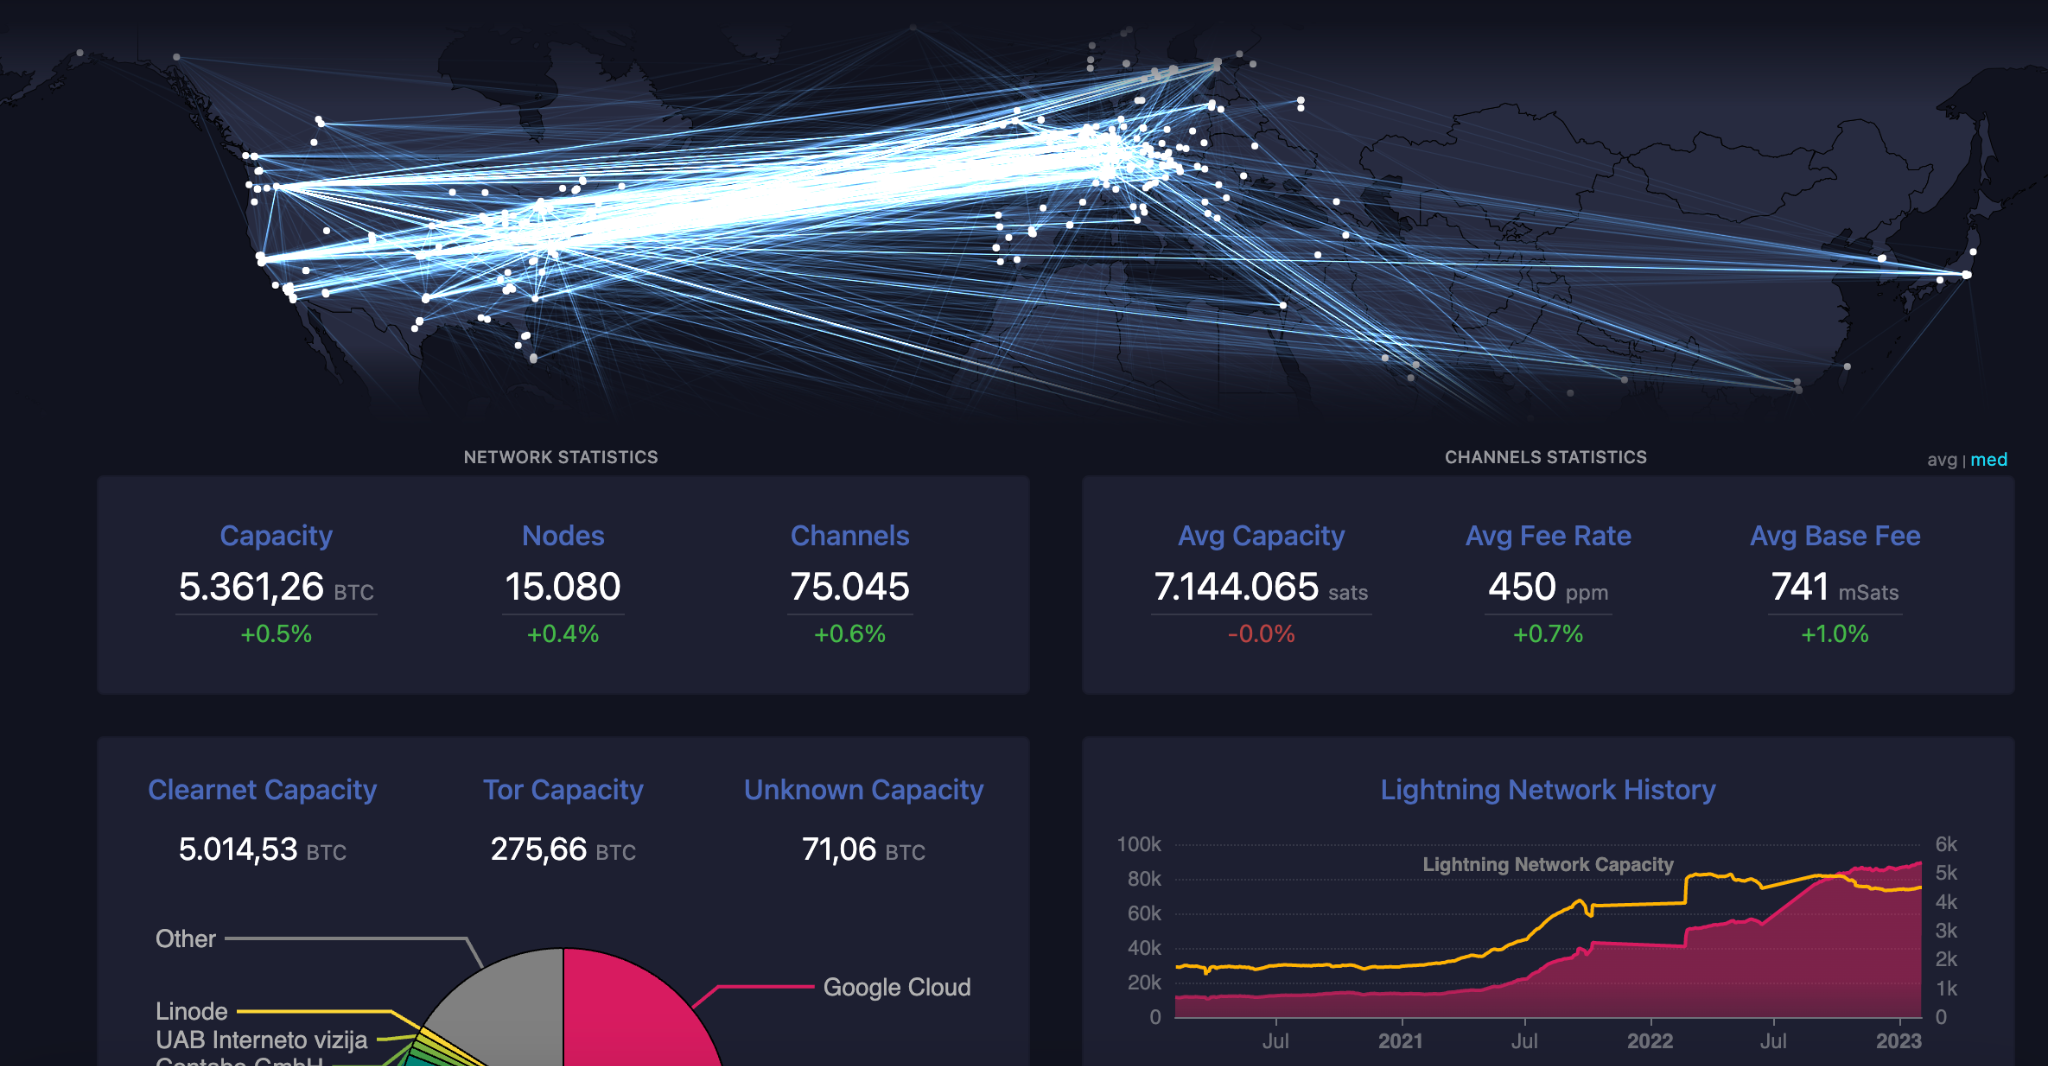 NETWORK STATISTICS
Capacity Nodes Channels
5.361,26 BTC 15.080 75.045
+0.5% +0.4% +0.6%
CHANNELS STATISTICS avg | med
Avg Capacity Avg Fee Rate Avg Base Fee
7.144.065 sats 450 ppm 741 mSats
-0.0% +0.7% +1.0%
Clearnet Capacity Tor Capacity Unknown Capacity
5.014,53 BTC 275,66 BTC 71,06 BTC
Other
Google Cloud
Linode
UAB Interneto vizija
Contabo GmbH
Lightning Network History
Lightning Network Capacity
100k 6k
80k 5k
60k 4k
40k 3k
20k 2k
0 1k
0
Jul 2021 Jul 2022 Jul 2023